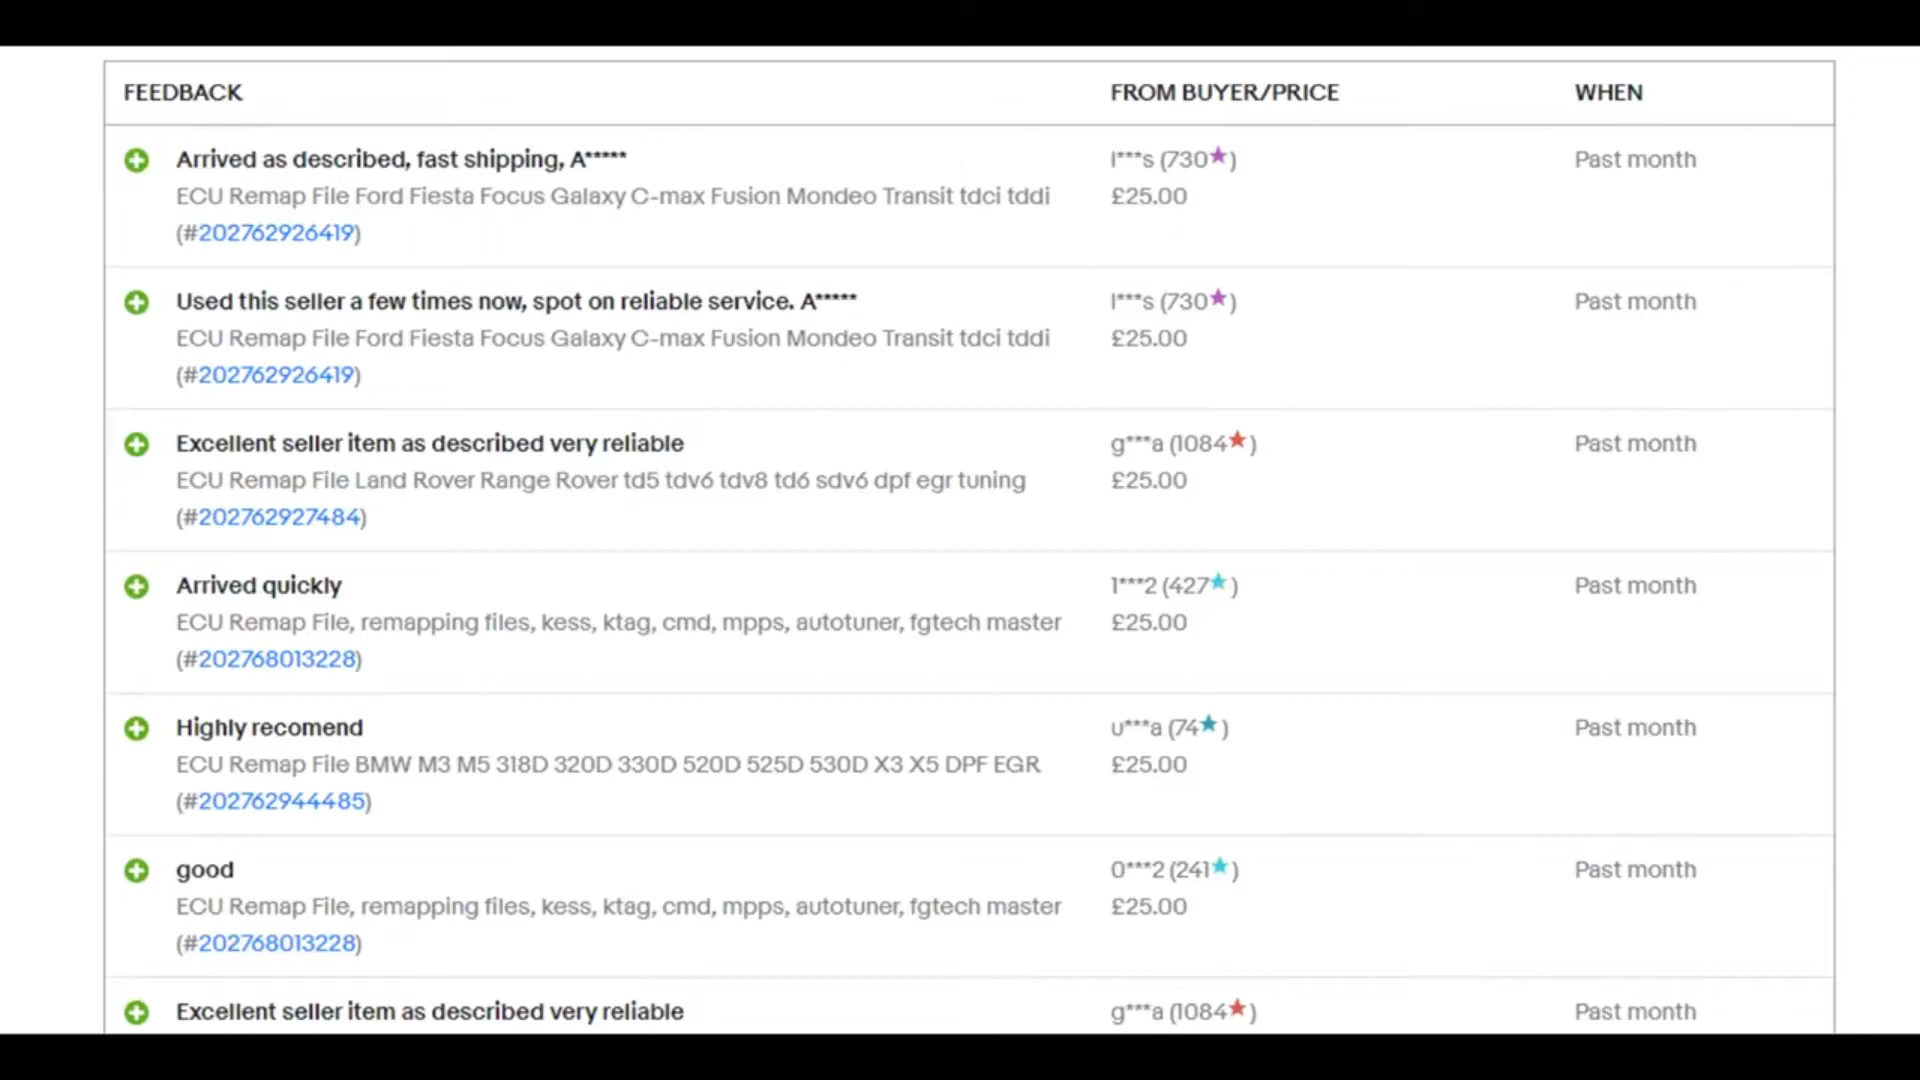 FEEDBACK FROM BUYER/PRICE WHEN
Arrived as described, fast shipping, A***** l***s (730★) Past month
ECU Remap File Ford Fiesta Focus Galaxy C-max Fusion Mondeo Transit tdci tddi £25.00
(#202762926419)
Used this seller a few times now, spot on reliable service. A***** l***s (730★) Past month
ECU Remap File Ford Fiesta Focus Galaxy C-max Fusion Mondeo Transit tdci tddi £25.00
(#202762926419)
Excellent seller item as described very reliable g***a (1084★) Past month
ECU Remap File Land Rover Range Rover td5 tdv6 tdv8 td6 sdv6 dpf egr tuning £25.00
(#202762927484)
Arrived quickly 1***2 (427★) Past month
ECU Remap File, remapping files, kess, ktag, cmd, mpps, autotuner, fgtech master £25.00
(#202768013228)
Highly recomend u***a (74★) Past month
ECU Remap File BMW M3 M5 318D 320D 330D 520D 525D 530D X3 X5 DPF EGR £25.00
(#202762944485)
good 0***2 (241★) Past month
ECU Remap File, remapping files, kess, ktag, cmd, mpps, autotuner, fgtech master £25.00
(#202768013228)
Excellent seller item as described very reliable g***a (1084★) Past month